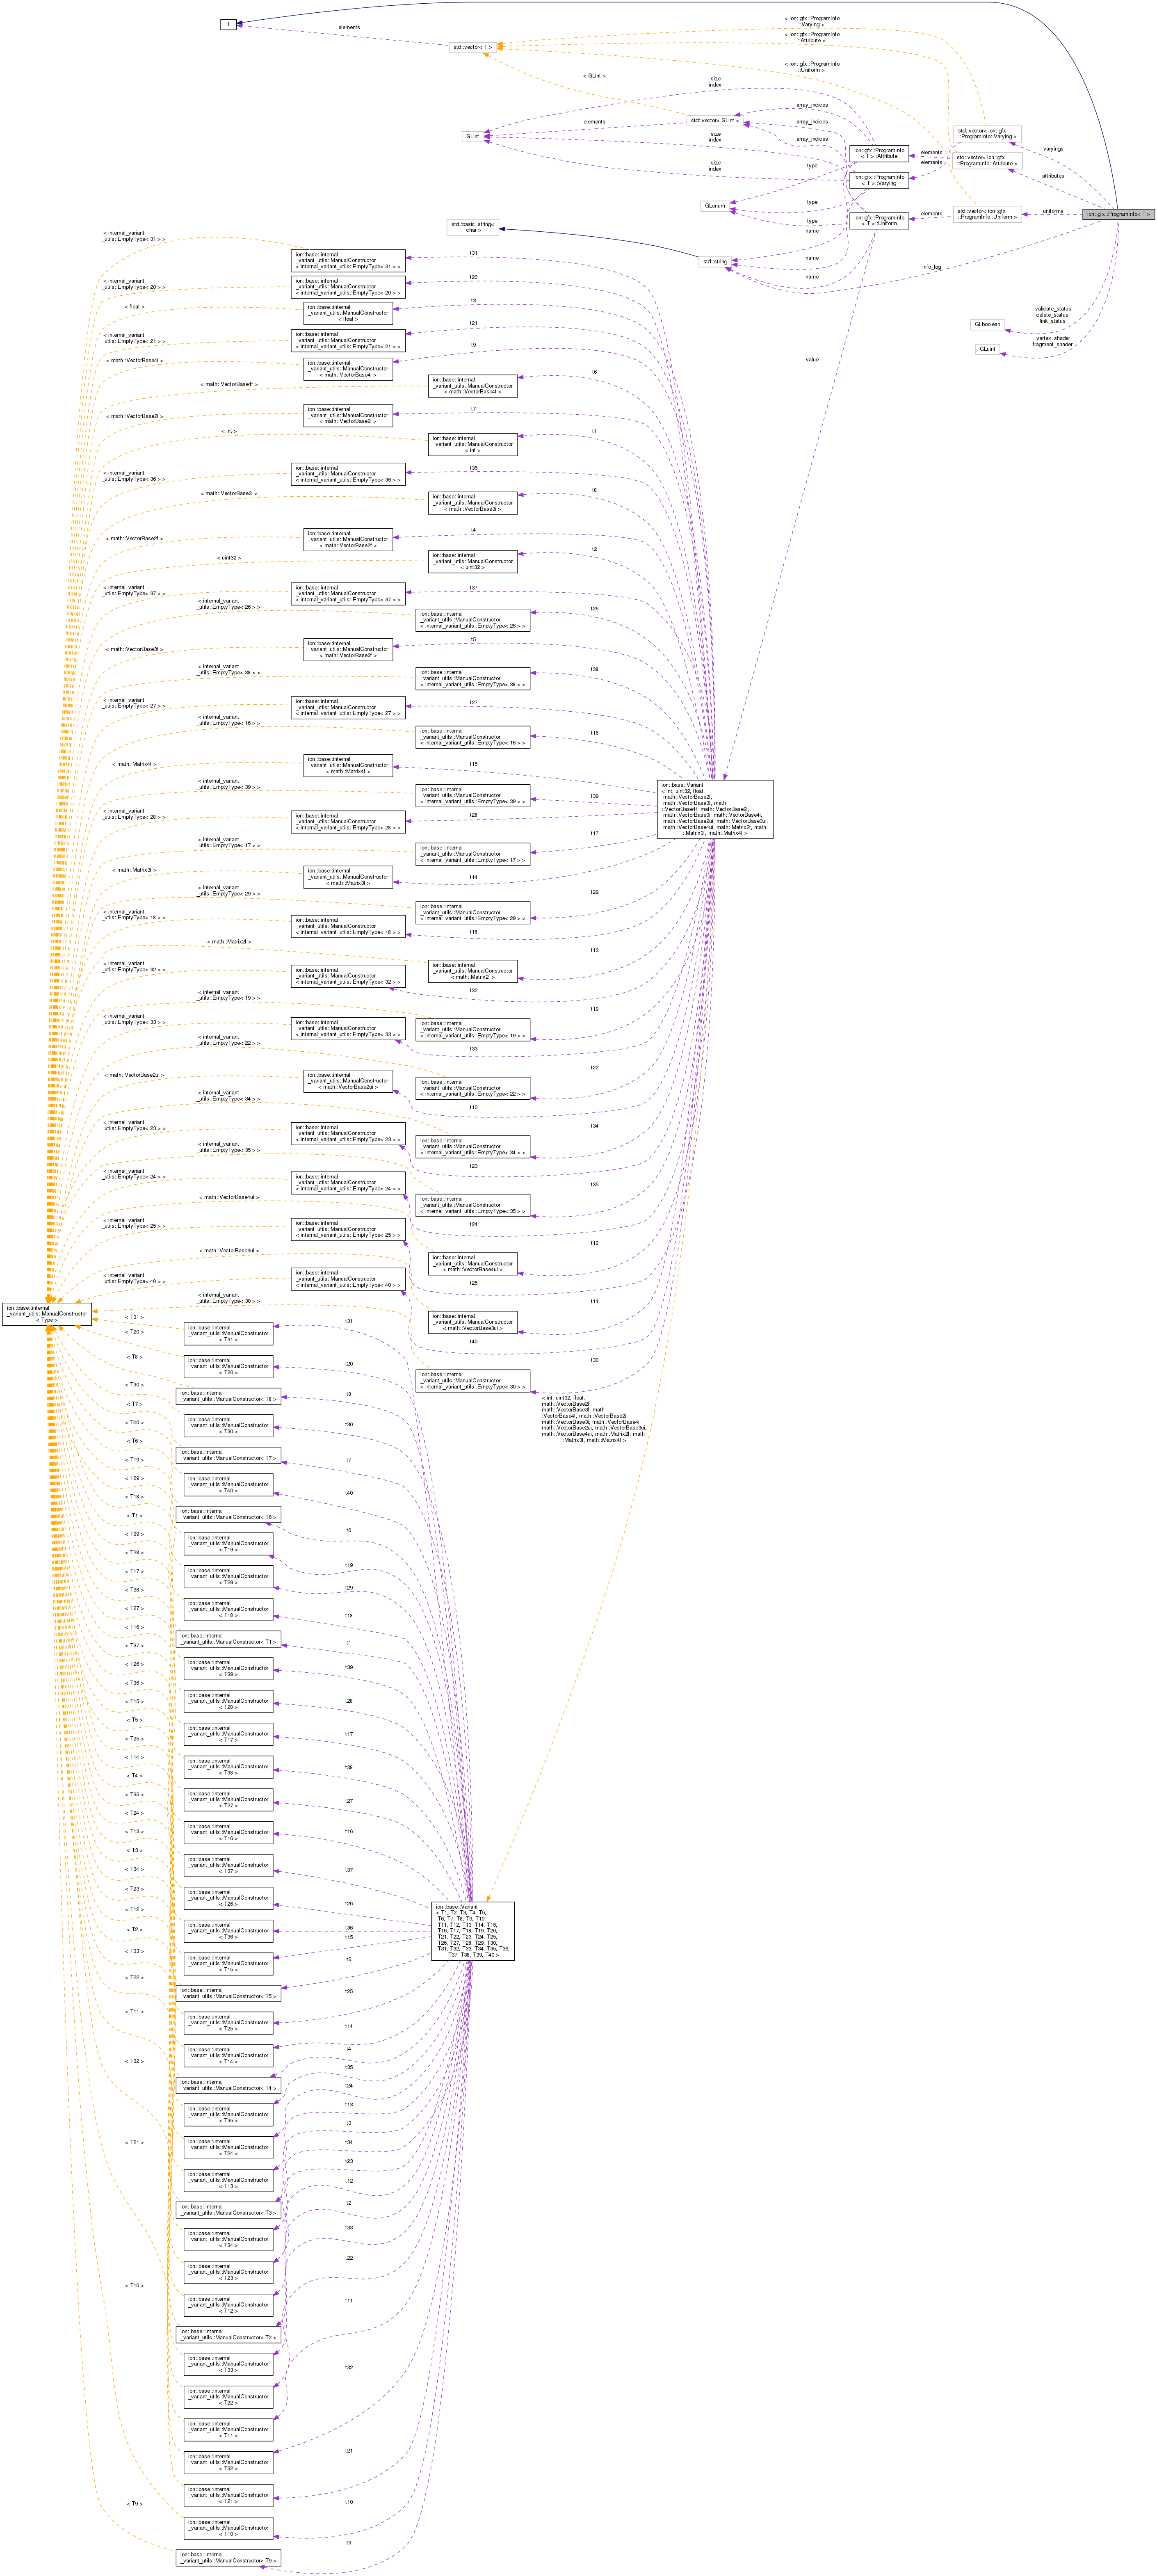 T
elements
std::vector< T >
< ion::gfx::ProgramInfo
::Varying >
< ion::gfx::ProgramInfo
::Attribute >
< ion::gfx::ProgramInfo
::Uniform >
< GLint >
size
index
array_indices
std::vector< GLint >
elements
array_indices
GLint
size
index
array_indices
std::vector< ion::gfx
::ProgramInfo::Varying >
varyings
ion::gfx::ProgramInfo
< T >::Attribute
elements
elements
std::vector< ion::gfx
::ProgramInfo::Attribute >
attributes
size
index
type
ion::gfx::ProgramInfo
< T >::Varying
GLenum
type
type
ion::gfx::ProgramInfo
< T >::Uniform
elements
std::vector< ion::gfx
::ProgramInfo::Uniform >
uniforms
ion::gfx::ProgramInfo< T >
std::basic_string<
char >
name
std::string
name
name
info_log
GLboolean
validate_status
delete_status
link_status
GLuint
vertex_shader
fragment_shader
value
< internal_variant
_utils::EmptyType< 31 > >
ion::base::internal
_variant_utils::ManualConstructor
< internal_variant_utils::EmptyType< 31 > >
t31
< internal_variant
_utils::EmptyType< 20 > >
ion::base::internal
_variant_utils::ManualConstructor
< internal_variant_utils::EmptyType< 20 > >
t20
< float >
ion::base::internal
_variant_utils::ManualConstructor
< float >
t3
< internal_variant
_utils::EmptyType< 21 > >
ion::base::internal
_variant_utils::ManualConstructor
< internal_variant_utils::EmptyType< 21 > >
t21
< math::VectorBase4i >
ion::base::internal
_variant_utils::ManualConstructor
< math::VectorBase4i >
t9
< math::VectorBase4f >
ion::base::internal
_variant_utils::ManualConstructor
< math::VectorBase4f >
t6
< math::VectorBase2i >
ion::base::internal
_variant_utils::ManualConstructor
< math::VectorBase2i >
t7
< int >
ion::base::internal
_variant_utils::ManualConstructor
< int >
t1
< internal_variant
_utils::EmptyType< 36 > >
ion::base::internal
_variant_utils::ManualConstructor
< internal_variant_utils::EmptyType< 36 > >
t36
< math::VectorBase3i >
ion::base::internal
_variant_utils::ManualConstructor
< math::VectorBase3i >
t8
< math::VectorBase2f >
ion::base::internal
_variant_utils::ManualConstructor
< math::VectorBase2f >
t4
< uint32 >
ion::base::internal
_variant_utils::ManualConstructor
< uint32 >
t2
< internal_variant
_utils::EmptyType< 37 > >
ion::base::internal
_variant_utils::ManualConstructor
< internal_variant_utils::EmptyType< 37 > >
t37
< internal_variant
_utils::EmptyType< 26 > >
ion::base::internal
_variant_utils::ManualConstructor
< internal_variant_utils::EmptyType< 26 > >
t26
< math::VectorBase3f >
ion::base::internal
_variant_utils::ManualConstructor
< math::VectorBase3f >
t5
< internal_variant
_utils::EmptyType< 38 > >
ion::base::internal
_variant_utils::ManualConstructor
< internal_variant_utils::EmptyType< 38 > >
t38
< internal_variant
_utils::EmptyType< 27 > >
ion::base::internal
_variant_utils::ManualConstructor
< internal_variant_utils::EmptyType< 27 > >
t27
< internal_variant
_utils::EmptyType< 16 > >
ion::base::internal
_variant_utils::ManualConstructor
< internal_variant_utils::EmptyType< 16 > >
t16
< math::Matrix4f >
ion::base::internal
_variant_utils::ManualConstructor
< math::Matrix4f >
t15
< internal_variant
_utils::EmptyType< 39 > >
ion::base::internal
_variant_utils::ManualConstructor
< internal_variant_utils::EmptyType< 39 > >
t39
ion::base::Variant
< int, uint32, float,
math::VectorBase2f,
math::VectorBase3f, math
::VectorBase4f, math::VectorBase2i,
math::VectorBase3i, math::VectorBase4i,
math::VectorBase2ui, math::VectorBase3ui,
math::VectorBase4ui, math::Matrix2f, math
::Matrix3f, math::Matrix4f >
< internal_variant
_utils::EmptyType< 28 > >
ion::base::internal
_variant_utils::ManualConstructor
< internal_variant_utils::EmptyType< 28 > >
t28
< internal_variant
_utils::EmptyType< 17 > >
ion::base::internal
_variant_utils::ManualConstructor
< internal_variant_utils::EmptyType< 17 > >
t17
< math::Matrix3f >
ion::base::internal
_variant_utils::ManualConstructor
< math::Matrix3f >
t14
< internal_variant
_utils::EmptyType< 29 > >
ion::base::internal
_variant_utils::ManualConstructor
< internal_variant_utils::EmptyType< 29 > >
t29
< internal_variant
_utils::EmptyType< 18 > >
ion::base::internal
_variant_utils::ManualConstructor
< internal_variant_utils::EmptyType< 18 > >
t18
< math::Matrix2f >
ion::base::internal
_variant_utils::ManualConstructor
< math::Matrix2f >
t13
< internal_variant
_utils::EmptyType< 32 > >
ion::base::internal
_variant_utils::ManualConstructor
< internal_variant_utils::EmptyType< 32 > >
t32
< internal_variant
_utils::EmptyType< 19 > >
ion::base::internal
_variant_utils::ManualConstructor
< internal_variant_utils::EmptyType< 19 > >
t19
< internal_variant
_utils::EmptyType< 33 > >
ion::base::internal
_variant_utils::ManualConstructor
< internal_variant_utils::EmptyType< 33 > >
t33
< internal_variant
_utils::EmptyType< 22 > >
ion::base::internal
_variant_utils::ManualConstructor
< internal_variant_utils::EmptyType< 22 > >
t22
< math::VectorBase2ui >
ion::base::internal
_variant_utils::ManualConstructor
< math::VectorBase2ui >
t10
< internal_variant
_utils::EmptyType< 34 > >
ion::base::internal
_variant_utils::ManualConstructor
< internal_variant_utils::EmptyType< 34 > >
t34
< internal_variant
_utils::EmptyType< 23 > >
ion::base::internal
_variant_utils::ManualConstructor
< internal_variant_utils::EmptyType< 23 > >
t23
< internal_variant
_utils::EmptyType< 35 > >
ion::base::internal
_variant_utils::ManualConstructor
< internal_variant_utils::EmptyType< 35 > >
t35
< internal_variant
_utils::EmptyType< 24 > >
ion::base::internal
_variant_utils::ManualConstructor
< internal_variant_utils::EmptyType< 24 > >
t24
< math::VectorBase4ui >
ion::base::internal
_variant_utils::ManualConstructor
< math::VectorBase4ui >
t12
< internal_variant
_utils::EmptyType< 25 > >
ion::base::internal
_variant_utils::ManualConstructor
< internal_variant_utils::EmptyType< 25 > >
t25
< math::VectorBase3ui >
ion::base::internal
_variant_utils::ManualConstructor
< math::VectorBase3ui >
t11
< internal_variant
_utils::EmptyType< 40 > >
ion::base::internal
_variant_utils::ManualConstructor
< internal_variant_utils::EmptyType< 40 > >
t40
< internal_variant
_utils::EmptyType< 30 > >
ion::base::internal
_variant_utils::ManualConstructor
< internal_variant_utils::EmptyType< 30 > >
t30
ion::base::internal
_variant_utils::ManualConstructor
< Type >
< int, uint32, float,
math::VectorBase2f,
math::VectorBase3f, math
::VectorBase4f, math::VectorBase2i,
math::VectorBase3i, math::VectorBase4i,
math::VectorBase2ui, math::VectorBase3ui,
math::VectorBase4ui, math::Matrix2f, math
::Matrix3f, math::Matrix4f >
< T31 >
ion::base::internal
_variant_utils::ManualConstructor
< T31 >
t31
< T20 >
ion::base::internal
_variant_utils::ManualConstructor
< T20 >
t20
< T8 >
ion::base::internal
_variant_utils::ManualConstructor< T8 >
t8
< T30 >
ion::base::internal
_variant_utils::ManualConstructor
< T30 >
t30
< T7 >
ion::base::internal
_variant_utils::ManualConstructor< T7 >
t7
< T40 >
ion::base::internal
_variant_utils::ManualConstructor
< T40 >
t40
< T6 >
ion::base::internal
_variant_utils::ManualConstructor< T6 >
t6
< T19 >
ion::base::internal
_variant_utils::ManualConstructor
< T19 >
t19
< T29 >
ion::base::internal
_variant_utils::ManualConstructor
< T29 >
t29
< T18 >
ion::base::internal
_variant_utils::ManualConstructor
< T18 >
t18
< T1 >
ion::base::internal
_variant_utils::ManualConstructor< T1 >
t1
< T39 >
ion::base::internal
_variant_utils::ManualConstructor
< T39 >
t39
< T28 >
ion::base::internal
_variant_utils::ManualConstructor
< T28 >
t28
< T17 >
ion::base::internal
_variant_utils::ManualConstructor
< T17 >
t17
< T38 >
ion::base::internal
_variant_utils::ManualConstructor
< T38 >
t38
< T27 >
ion::base::internal
_variant_utils::ManualConstructor
< T27 >
t27
< T16 >
ion::base::internal
_variant_utils::ManualConstructor
< T16 >
t16
< T37 >
ion::base::internal
_variant_utils::ManualConstructor
< T37 >
t37
< T26 >
ion::base::internal
_variant_utils::ManualConstructor
< T26 >
t26
ion::base::Variant
< T1, T2, T3, T4, T5,
T6, T7, T8, T9, T10,
T11, T12, T13, T14, T15,
T16, T17, T18, T19, T20,
T21, T22, T23, T24, T25,
T26, T27, T28, T29, T30,
T31, T32, T33, T34, T35, T36,
T37, T38, T39, T40 >
< T36 >
ion::base::internal
_variant_utils::ManualConstructor
< T36 >
t36
< T15 >
ion::base::internal
_variant_utils::ManualConstructor
< T15 >
t15
< T5 >
ion::base::internal
_variant_utils::ManualConstructor< T5 >
t5
< T25 >
ion::base::internal
_variant_utils::ManualConstructor
< T25 >
t25
< T14 >
ion::base::internal
_variant_utils::ManualConstructor
< T14 >
t14
< T4 >
ion::base::internal
_variant_utils::ManualConstructor< T4 >
t4
< T35 >
ion::base::internal
_variant_utils::ManualConstructor
< T35 >
t35
< T24 >
ion::base::internal
_variant_utils::ManualConstructor
< T24 >
t24
< T13 >
ion::base::internal
_variant_utils::ManualConstructor
< T13 >
t13
< T3 >
ion::base::internal
_variant_utils::ManualConstructor< T3 >
t3
< T34 >
ion::base::internal
_variant_utils::ManualConstructor
< T34 >
t34
< T23 >
ion::base::internal
_variant_utils::ManualConstructor
< T23 >
t23
< T12 >
ion::base::internal
_variant_utils::ManualConstructor
< T12 >
t12
< T2 >
ion::base::internal
_variant_utils::ManualConstructor< T2 >
t2
< T33 >
ion::base::internal
_variant_utils::ManualConstructor
< T33 >
t33
< T22 >
ion::base::internal
_variant_utils::ManualConstructor
< T22 >
t22
< T11 >
ion::base::internal
_variant_utils::ManualConstructor
< T11 >
t11
< T32 >
ion::base::internal
_variant_utils::ManualConstructor
< T32 >
t32
< T21 >
ion::base::internal
_variant_utils::ManualConstructor
< T21 >
t21
< T10 >
ion::base::internal
_variant_utils::ManualConstructor
< T10 >
t10
< T9 >
ion::base::internal
_variant_utils::ManualConstructor< T9 >
t9